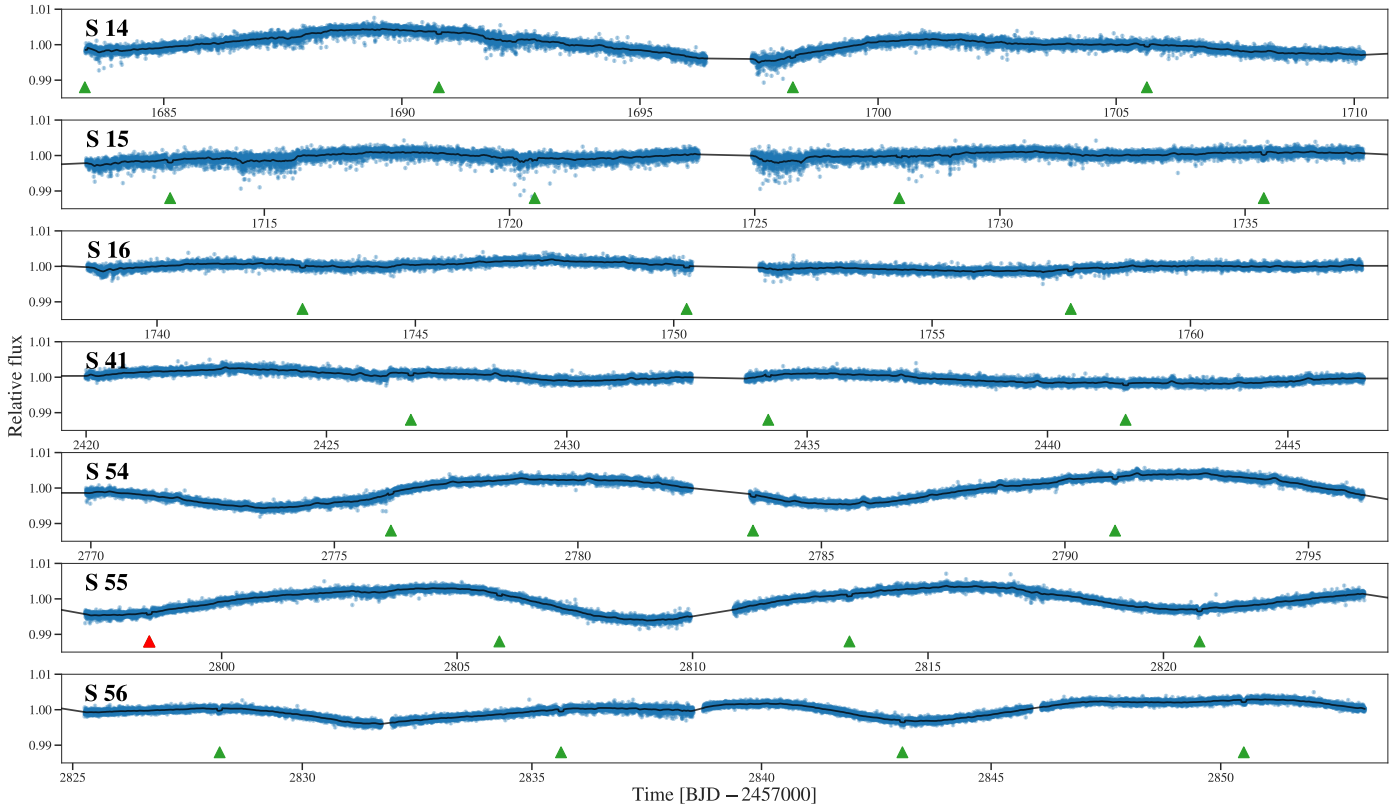 1.01
S 14
1.00
0.99
1685 1690 1695 1700 1705 1710
1.01
S 15
1.00
0.99
1715 1720 1725 1730 1735
1.01
S 16
1.00
0.99
1740 1745 1750 1755 1760
1.01
S 41
1.00
0.99
2420 2425 2430 2435 2440 2445
1.01
S 54
1.00
0.99
2770 2775 2780 2785 2790 2795
1.01
S 55
1.00
0.99
2800 2805 2810 2815 2820
1.01
S 56
1.00
0.99
2825 2830 2835 2840 2845 2850
Relative flux
Time [BJD − 2457000]